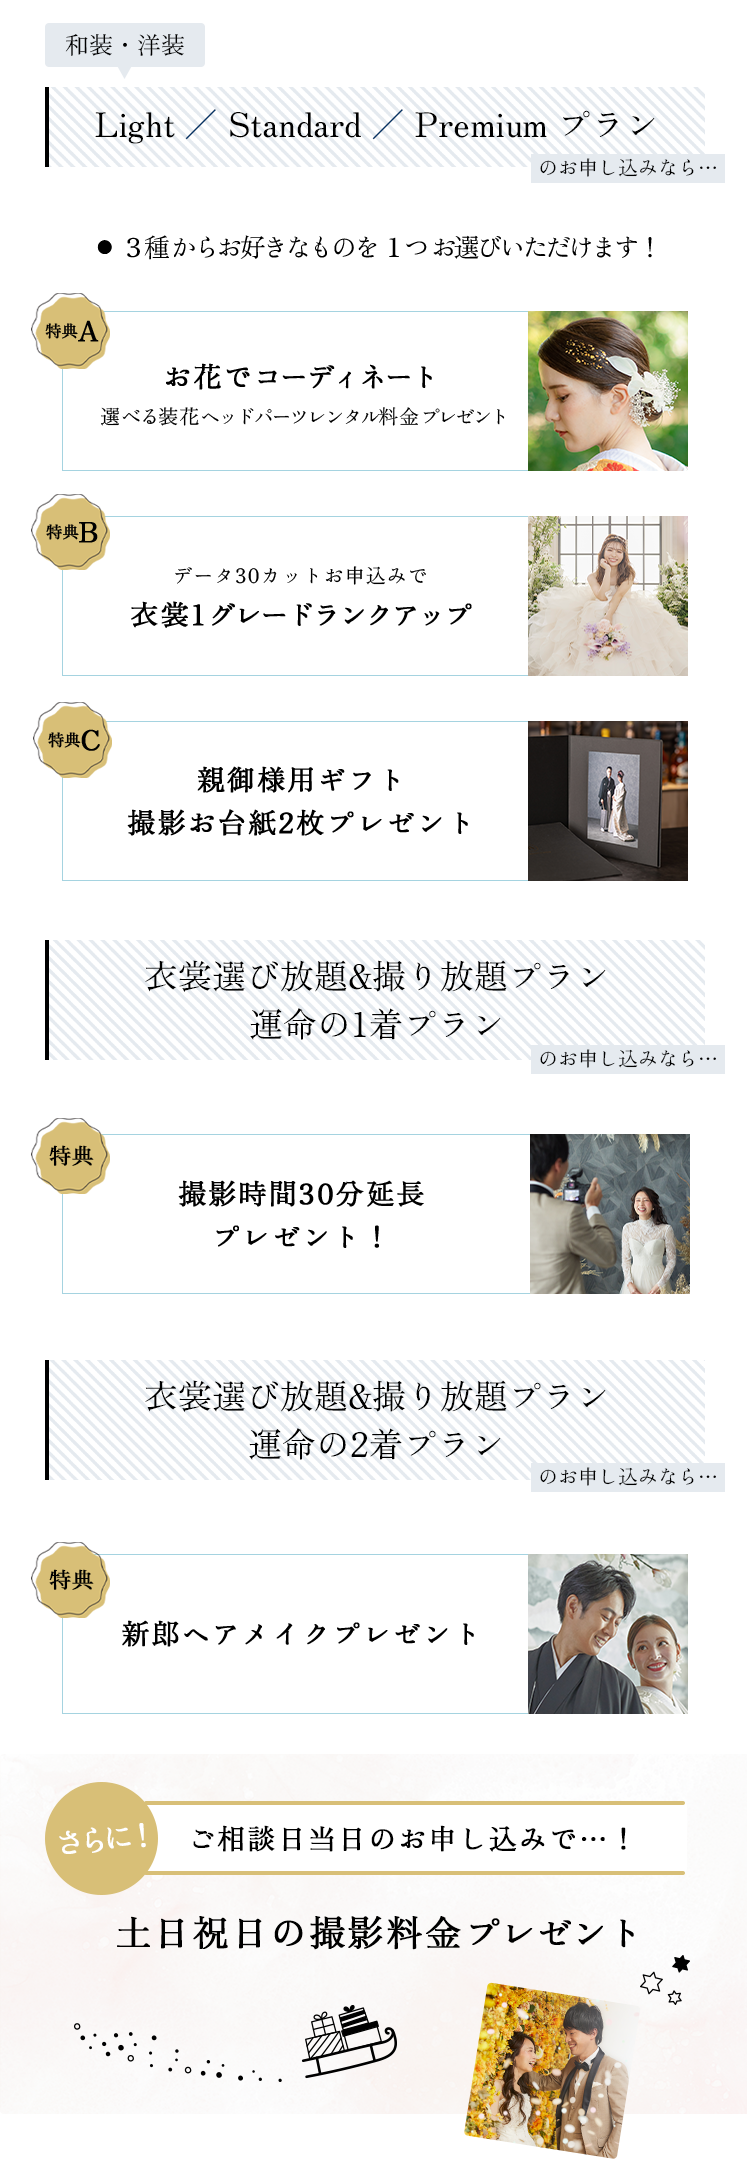 和装・洋装
Light ／ Standard ／ Premium プラン
のお申し込みなら…
● 3種からお好きなものを 1つお選びいただけます！
特典A
お花でコーディネート
選べる装花ヘッドパーツレンタル料金プレゼント
特典B
データ30カットお申込みで
衣裳1グレードランクアップ
特典C
親御様用ギフト
撮影お台紙2枚プレゼント
衣裳選び放題&撮り放題プラン
運命の1着プラン
のお申し込みなら…
特典
撮影時間30分延長
プレゼント！
衣裳選び放題&撮り放題プラン
運命の2着プラン
のお申し込みなら…
特典
新郎ヘアメイクプレゼント
さらに！
ご相談日当日のお申し込みで…！
土日祝日の撮影料金プレゼント